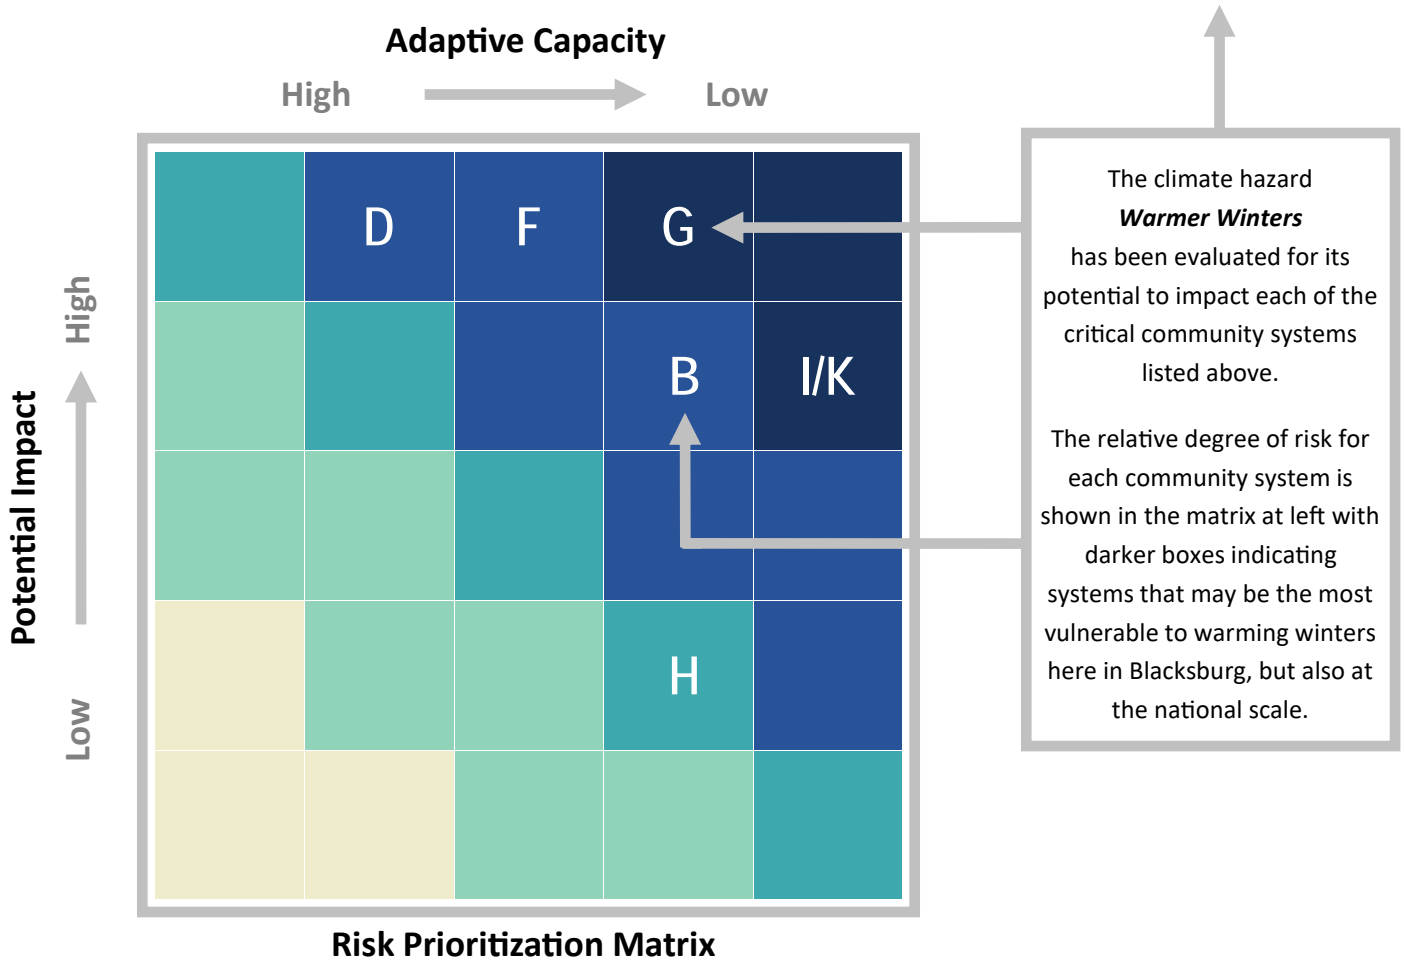 Adaptive Capacity
High
Low
D
F
G
B
I/K
H
Potential Impact
High
Low
Risk Prioritization Matrix
The climate hazard
Warmer Winters
has been evaluated for its
potential to impact each of the
critical community systems
listed above.
The relative degree of risk for
each community system is
shown in the matrix at left with
darker boxes indicating
systems that may be the most
vulnerable to warming winters
here in Blacksburg, but also at
the national scale.